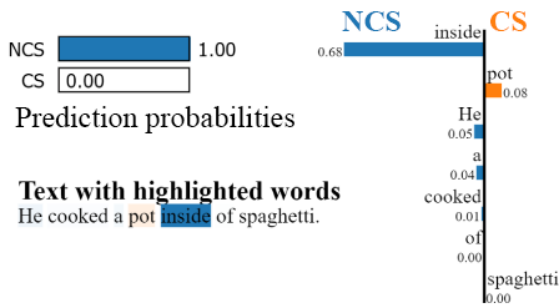 NCS 1.00
CS 0.00
Prediction probabilities
Text with highlighted words
He cooked a pot inside of spaghetti.
NCS CS
inside
0.68
pot
0.08
He
0.05
a
0.04
cooked
0.01
of
0.00
spaghetti
0.00